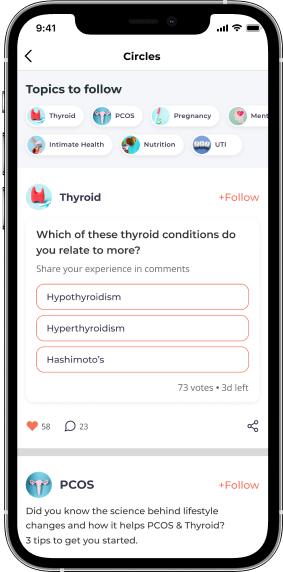 9:41
Circles
Topics to follow
Thyroid PCOS Pregnancy Ment
Intimate Health Nutrition UTI
Thyroid +Follow
Which of these thyroid conditions do
you relate to more?
Share your experience in comments
Hypothyroidism
Hyperthyroidism
Hashimoto's
73 votes • 3d left
58 23
PCOS +Follow
Did you know the science behind lifestyle
changes and how it helps PCOS & Thyroid?
3 tips to get you started.